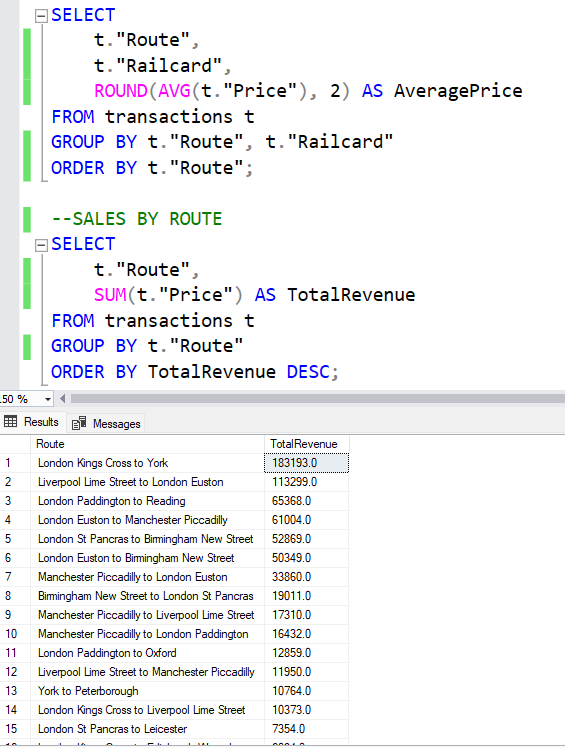 SELECT
t."Route",
t."Railcard",
ROUND(AVG(t."Price"), 2) AS AveragePrice
FROM transactions t
GROUP BY t."Route", t."Railcard"
ORDER BY t."Route";
--SALES BY ROUTE
SELECT
t."Route",
SUM(t."Price") AS TotalRevenue
FROM transactions t
GROUP BY t."Route"
ORDER BY TotalRevenue DESC;
50 %
Results Messages
Route TotalRevenue
1 London Kings Cross to York 183193.0
2 Liverpool Lime Street to London Euston 113299.0
3 London Paddington to Reading 65368.0
4 London Euston to Manchester Piccadilly 61004.0
5 London St Pancras to Birmingham New Street 52869.0
6 London Euston to Birmingham New Street 50349.0
7 Manchester Piccadilly to London Euston 33860.0
8 Birmingham New Street to London St Pancras 19011.0
9 Manchester Piccadilly to Liverpool Lime Street 17310.0
10 Manchester Piccadilly to London Paddington 16432.0
11 London Paddington to Oxford 12859.0
12 Liverpool Lime Street to Manchester Piccadilly 11950.0
13 York to Peterborough 10764.0
14 London Kings Cross to Liverpool Lime Street 10373.0
15 London St Pancras to Leicester 7354.0